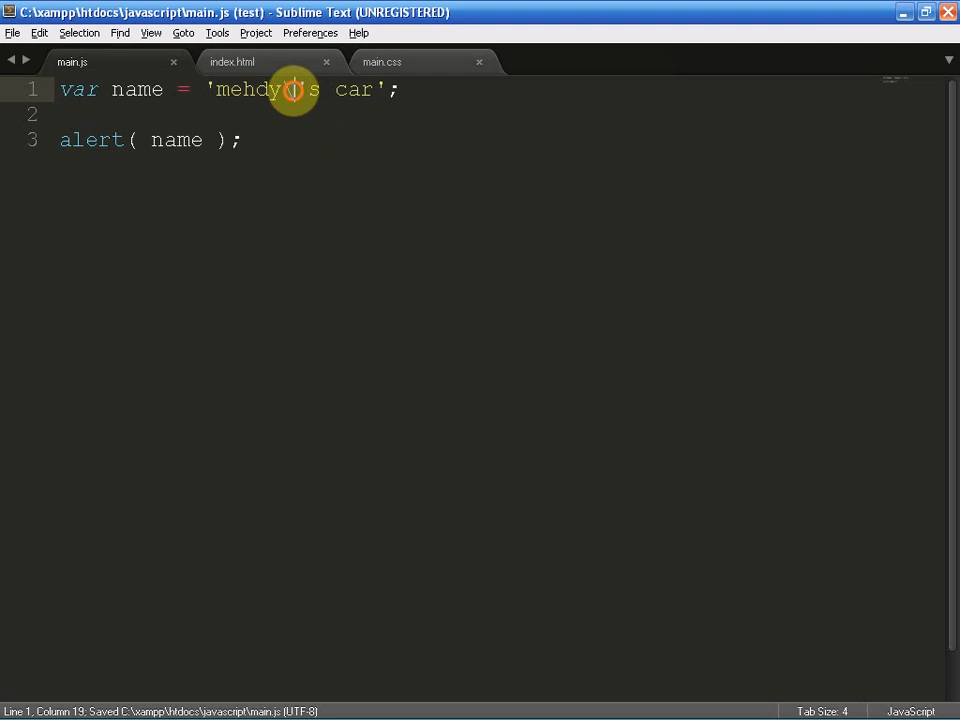 C:\xampp\htdocs\javascript\main.js (test) - Sublime Text (UNREGISTERED)
File Edit Selection Find View Goto Tools Project Preferences Help
main.js index.html main.css
1 var name = 'mehdy\'s car';
2
3 alert( name );
Line 1, Column 19; Saved C:\xampp\htdocs\javascript\main.js (UTF-8) Tab Size: 4 JavaScript